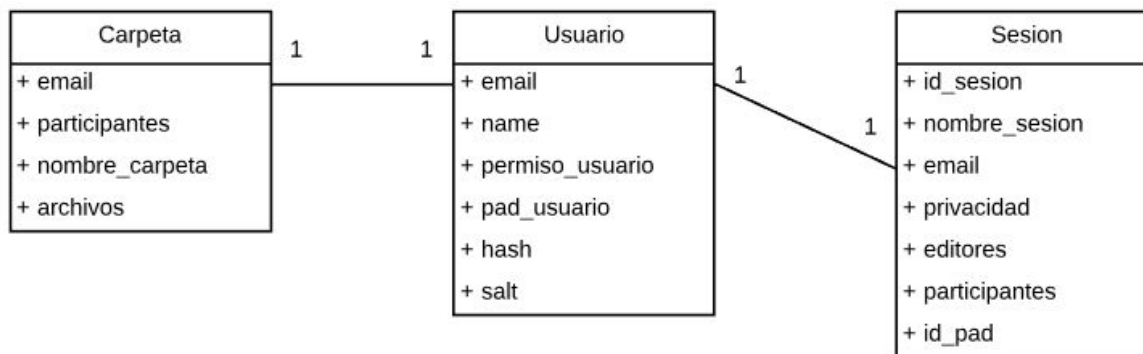 Carpeta
+ email
+ participantes
+ nombre_carpeta
+ archivos
1
1
Usuario
+ email
+ name
+ permiso_usuario
+ pad_usuario
+ hash
+ salt
1
1
Sesion
+ id_sesion
+ nombre_sesion
+ email
+ privacidad
+ editores
+ participantes
+ id_pad